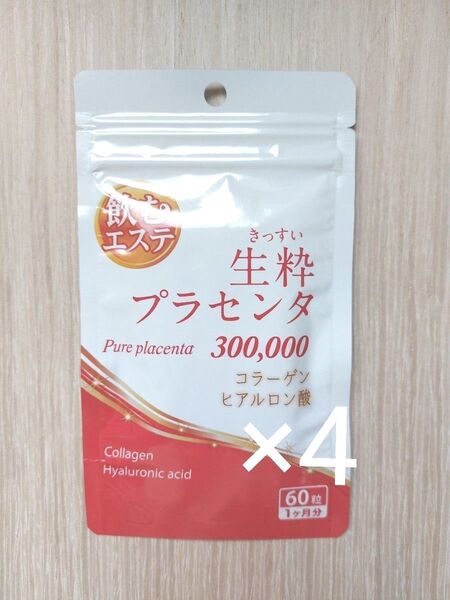 飲む
エステ
きっすい
生粋
プラセンタ
Pure placenta 300,000
コラーゲン
ヒアルロン酸
×4
Collagen
Hyaluronic acid
60粒
1ヶ月分